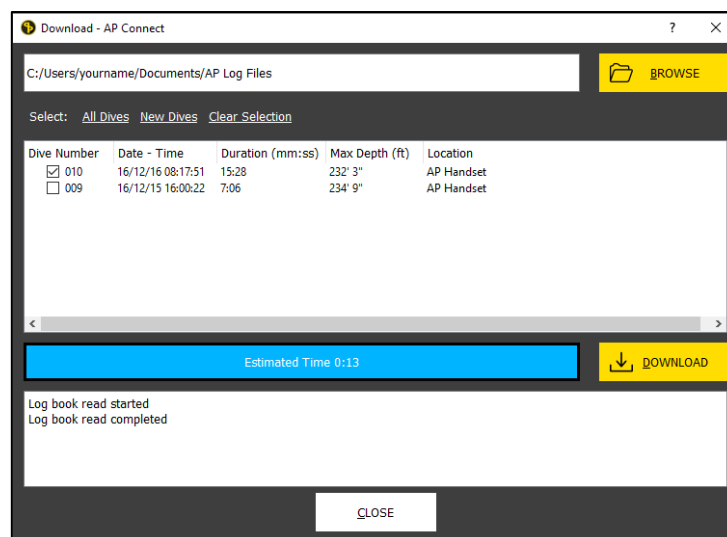 Download - AP Connect
C:/Users/yourname/Documents/AP Log Files
BROWSE
Select: All Dives New Dives Clear Selection
Dive Number Date - Time Duration (mm:ss) Max Depth (ft) Location
010 16/12/16 08:17:51 15:28 232' 3" AP Handset
009 16/12/15 16:00:22 7:06 234' 9" AP Handset
Estimated Time 0:13
DOWNLOAD
Log book read started
Log book read completed
CLOSE